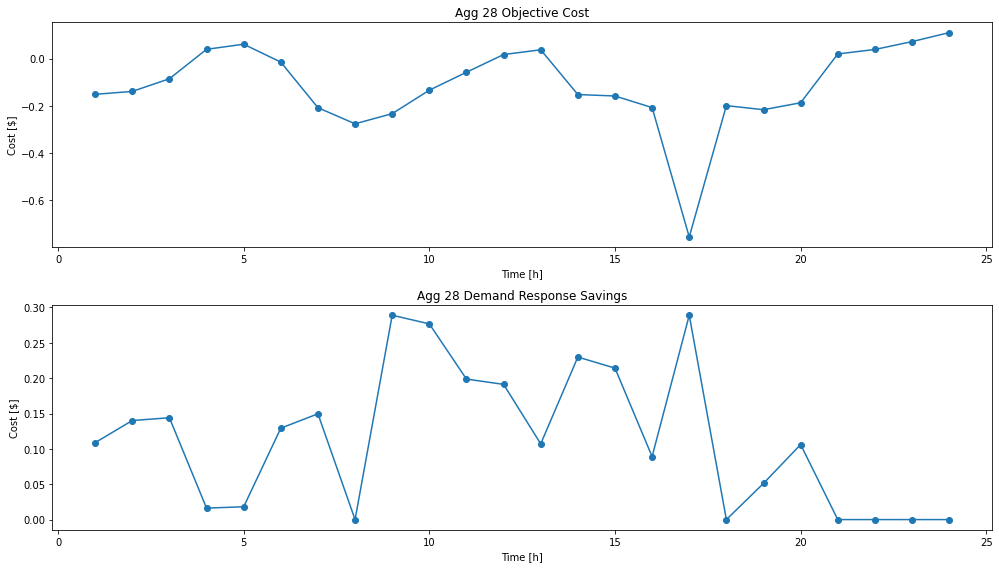 Agg 28 Objective Cost
Cost [$]
0.0
−0.2
−0.4
−0.6
0 5 10 15 20 25
Time [h]
Agg 28 Demand Response Savings
Cost [$]
0.30
0.25
0.20
0.15
0.10
0.05
0.00
0 5 10 15 20 25
Time [h]